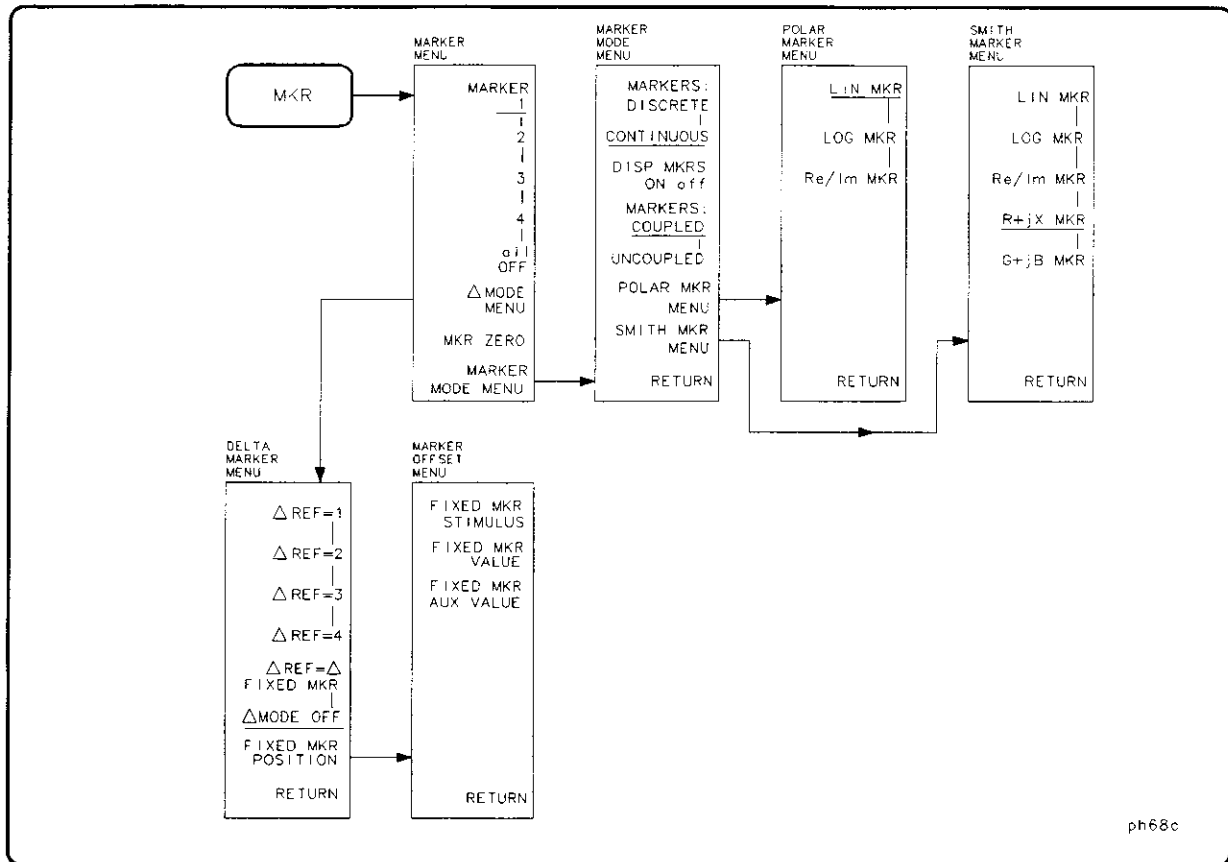 MKR
MARKER
MENU
MARKER
1
2
3
4
all
OFF
△MODE
MENU
MKR ZERO
MARKER
MODE MENU
MARKER
MODE
MENU
MARKERS:
DISCRETE
CONTINUOUS
DISP MKRS
ON off
MARKERS:
COUPLED
UNCOUPLED
POLAR MKR
MENU
SMITH MKR
MENU
RETURN
POLAR
MARKER
MENU
LIN MKR
LOG MKR
Re/Im MKR
RETURN
SMITH
MARKER
MENU
LIN MKR
LOG MKR
Re/Im MKR
R+jX MKR
G+jB MKR
RETURN
DELTA
MARKER
MENU
△REF=1
△REF=2
△REF=3
△REF=4
△REF=△
FIXED MKR
△MODE OFF
FIXED MKR
POSITION
RETURN
MARKER
OFFSET
MENU
FIXED MKR
STIMULUS
FIXED MKR
VALUE
FIXED MKR
AUX VALUE
RETURN
ph68c